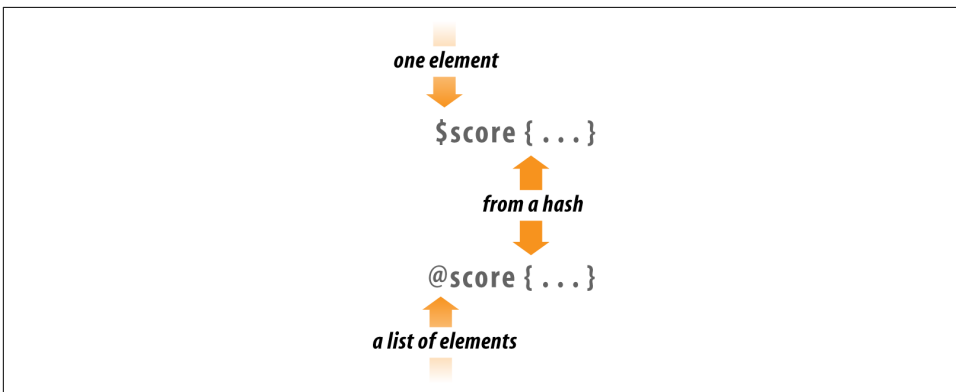 one element
$score { . . . }
from a hash
@score { . . . }
a list of elements